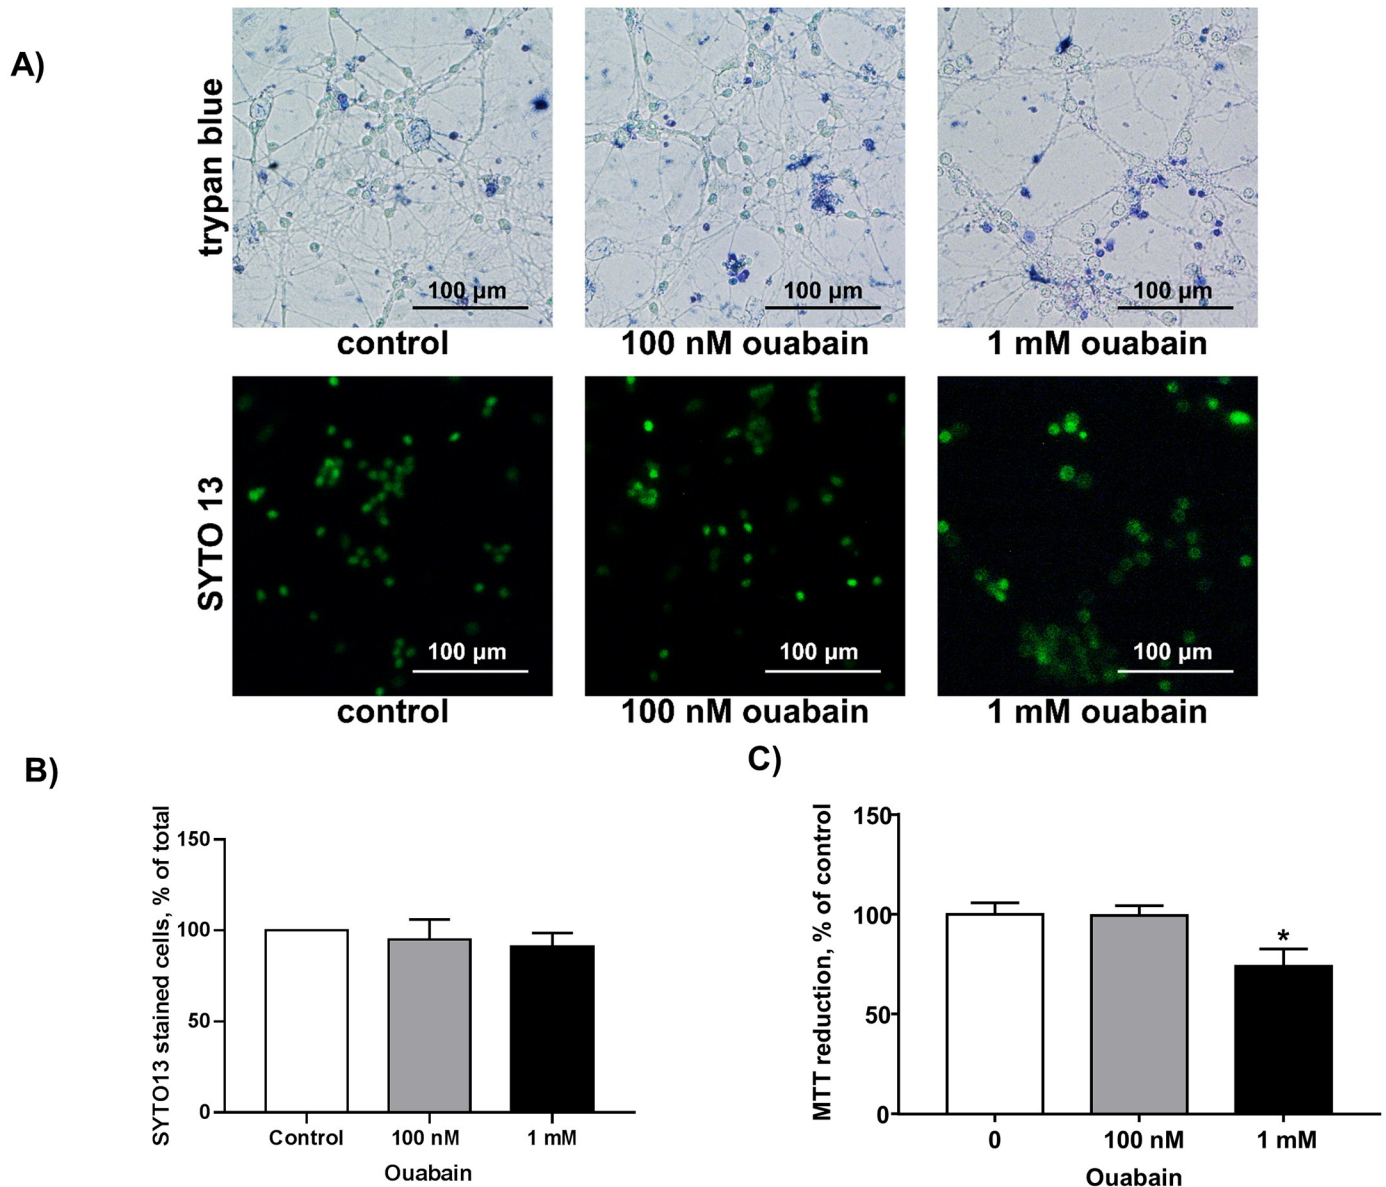 A)
trypan blue
100 μm
100 μm
100 μm
control
100 nM ouabain
1 mM ouabain
SYTO 13
100 μm
100 μm
100 μm
control
100 nM ouabain
1 mM ouabain
B)
SYTO13 stained cells, % of total
150
100
50
0
Control
100 nM
1 mM
Ouabain
C)
MTT reduction, % of control
150
100
50
0
*
0
100 nM
1 mM
Ouabain